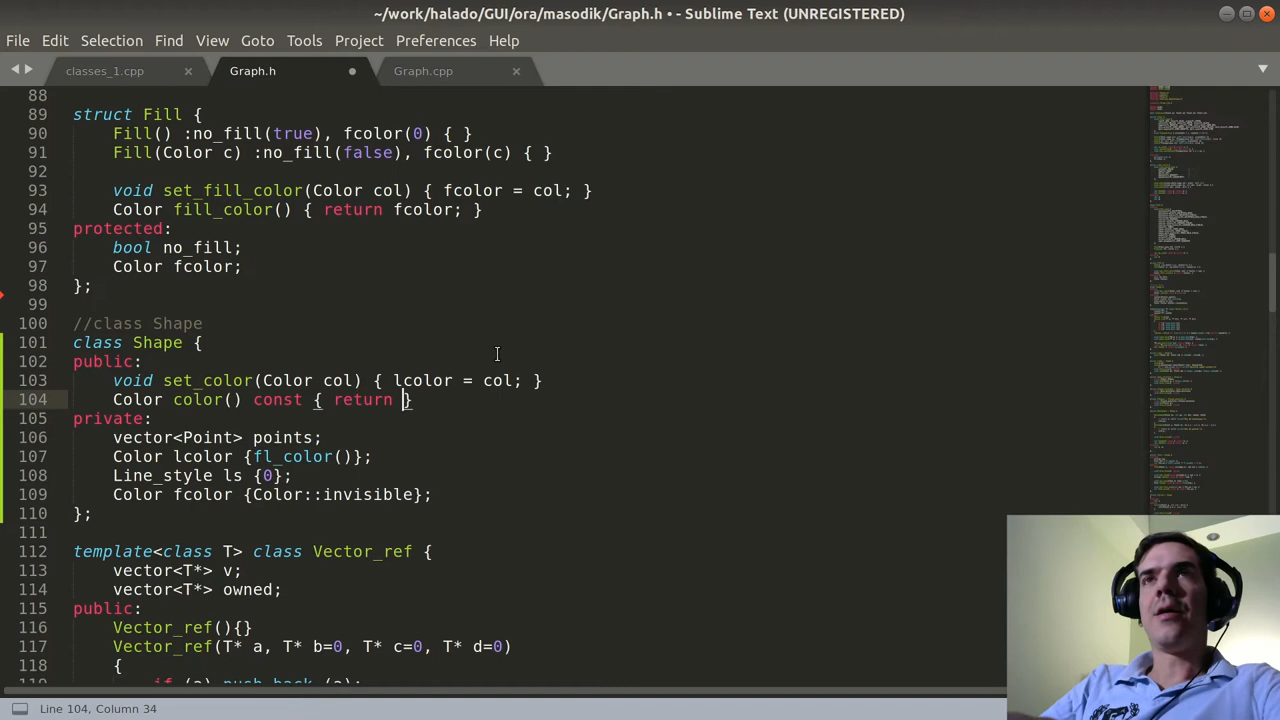 ~/work/halado/GUI/ora/masodik/Graph.h • - Sublime Text (UNREGISTERED)
File Edit Selection Find View Goto Tools Project Preferences Help
classes_1.cpp Graph.h Graph.cpp
88
89 struct Fill {
90 Fill() :no_fill(true), fcolor(0) { }
91 Fill(Color c) :no_fill(false), fcolor(c) { }
92
93 void set_fill_color(Color col) { fcolor = col; }
94 Color fill_color() { return fcolor; }
95 protected:
96 bool no_fill;
97 Color fcolor;
98 };
99
100 //class Shape
101 class Shape {
102 public:
103 void set_color(Color col) { lcolor = col; }
104 Color color() const { return }
105 private:
106 vector<Point> points;
107 Color lcolor {fl_color()};
108 Line_style ls {0};
109 Color fcolor {Color::invisible};
110 };
111
112 template<class T> class Vector_ref {
113 vector<T*> v;
114 vector<T*> owned;
115 public:
116 Vector_ref(){}
117 Vector_ref(T* a, T* b=0, T* c=0, T* d=0)
118 {
119 if (a) push_back (a);
Line 104, Column 34